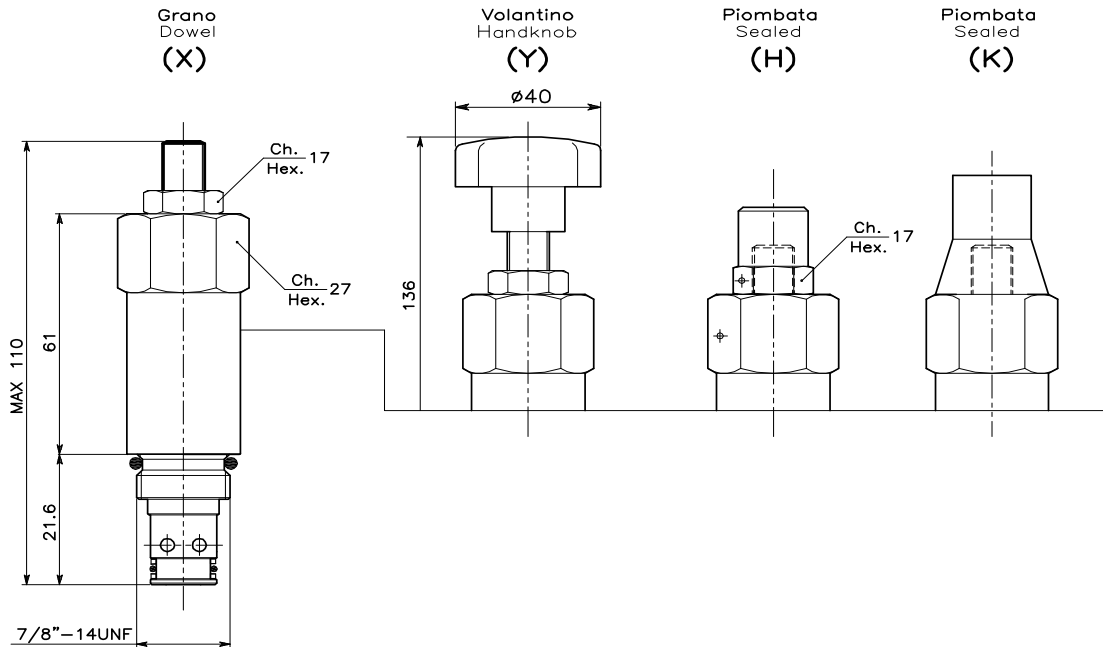 Grano
Dowel
(X)
Volantino
Handknob
(Y)
Piombata
Sealed
(H)
Piombata
Sealed
(K)
ø40
Ch.
Hex.
17
Ch.
Hex.
27
Ch.
Hex.
17
MAX 110
61
21.6
136
7/8"-14UNF